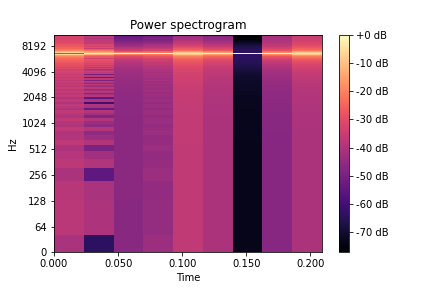 Power spectrogram
8192
4096
2048
1024
512
256
128
64
0
Hz
0.000 0.050 0.100 0.150 0.200
Time
+0 dB
-10 dB
-20 dB
-30 dB
-40 dB
-50 dB
-60 dB
-70 dB